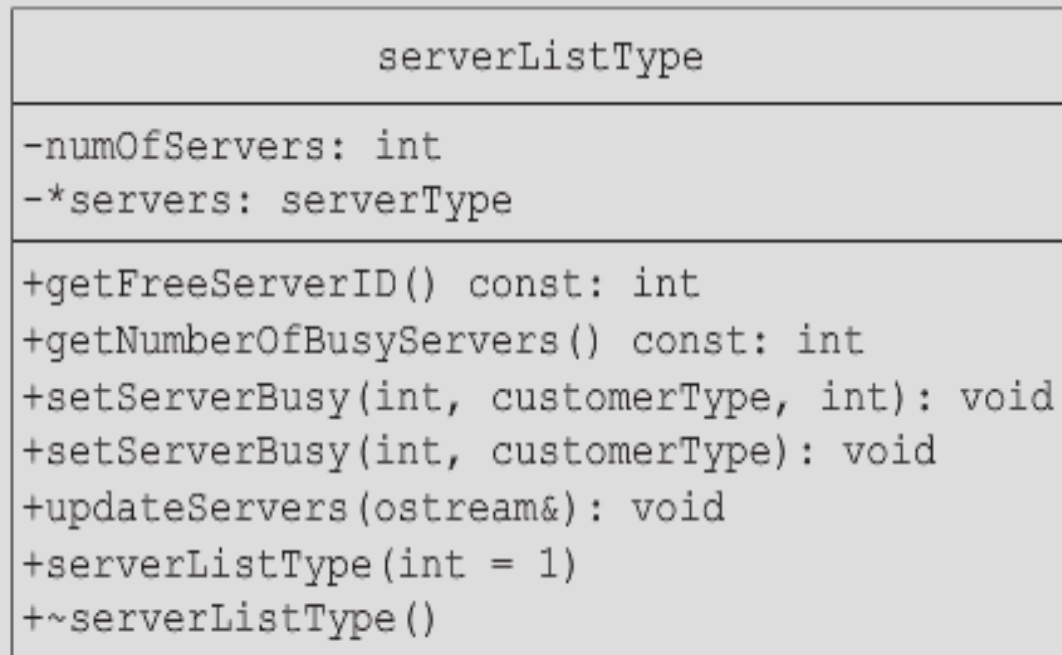 serverListType
-numOfServers: int
-*servers: serverType
+getFreeServerID() const: int
+getNumberOfBusyServers() const: int
+setServerBusy(int, customerType, int): void
+setServerBusy(int, customerType): void
+updateServers(ostream&): void
+serverListType(int = 1)
+~serverListType()